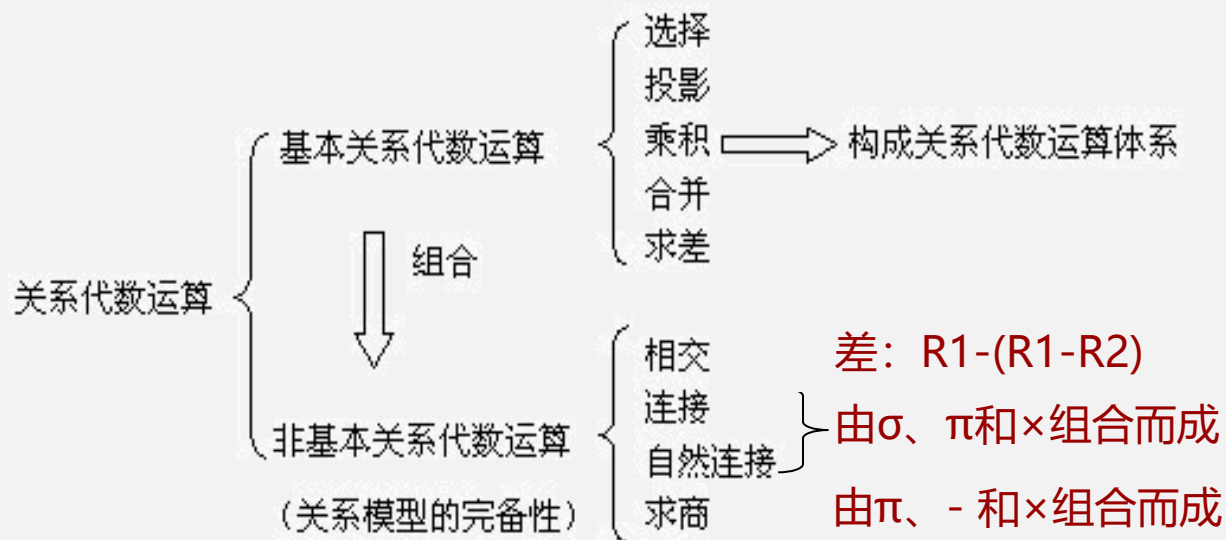 选择
投影
基本关系代数运算
乘积
构成关系代数运算体系
合并
求差
组合
关系代数运算
相交
差：R1-(R1-R2)
连接
由σ、π和×组合而成
非基本关系代数运算
自然连接
（关系模型的完备性）
求商
由π、- 和×组合而成